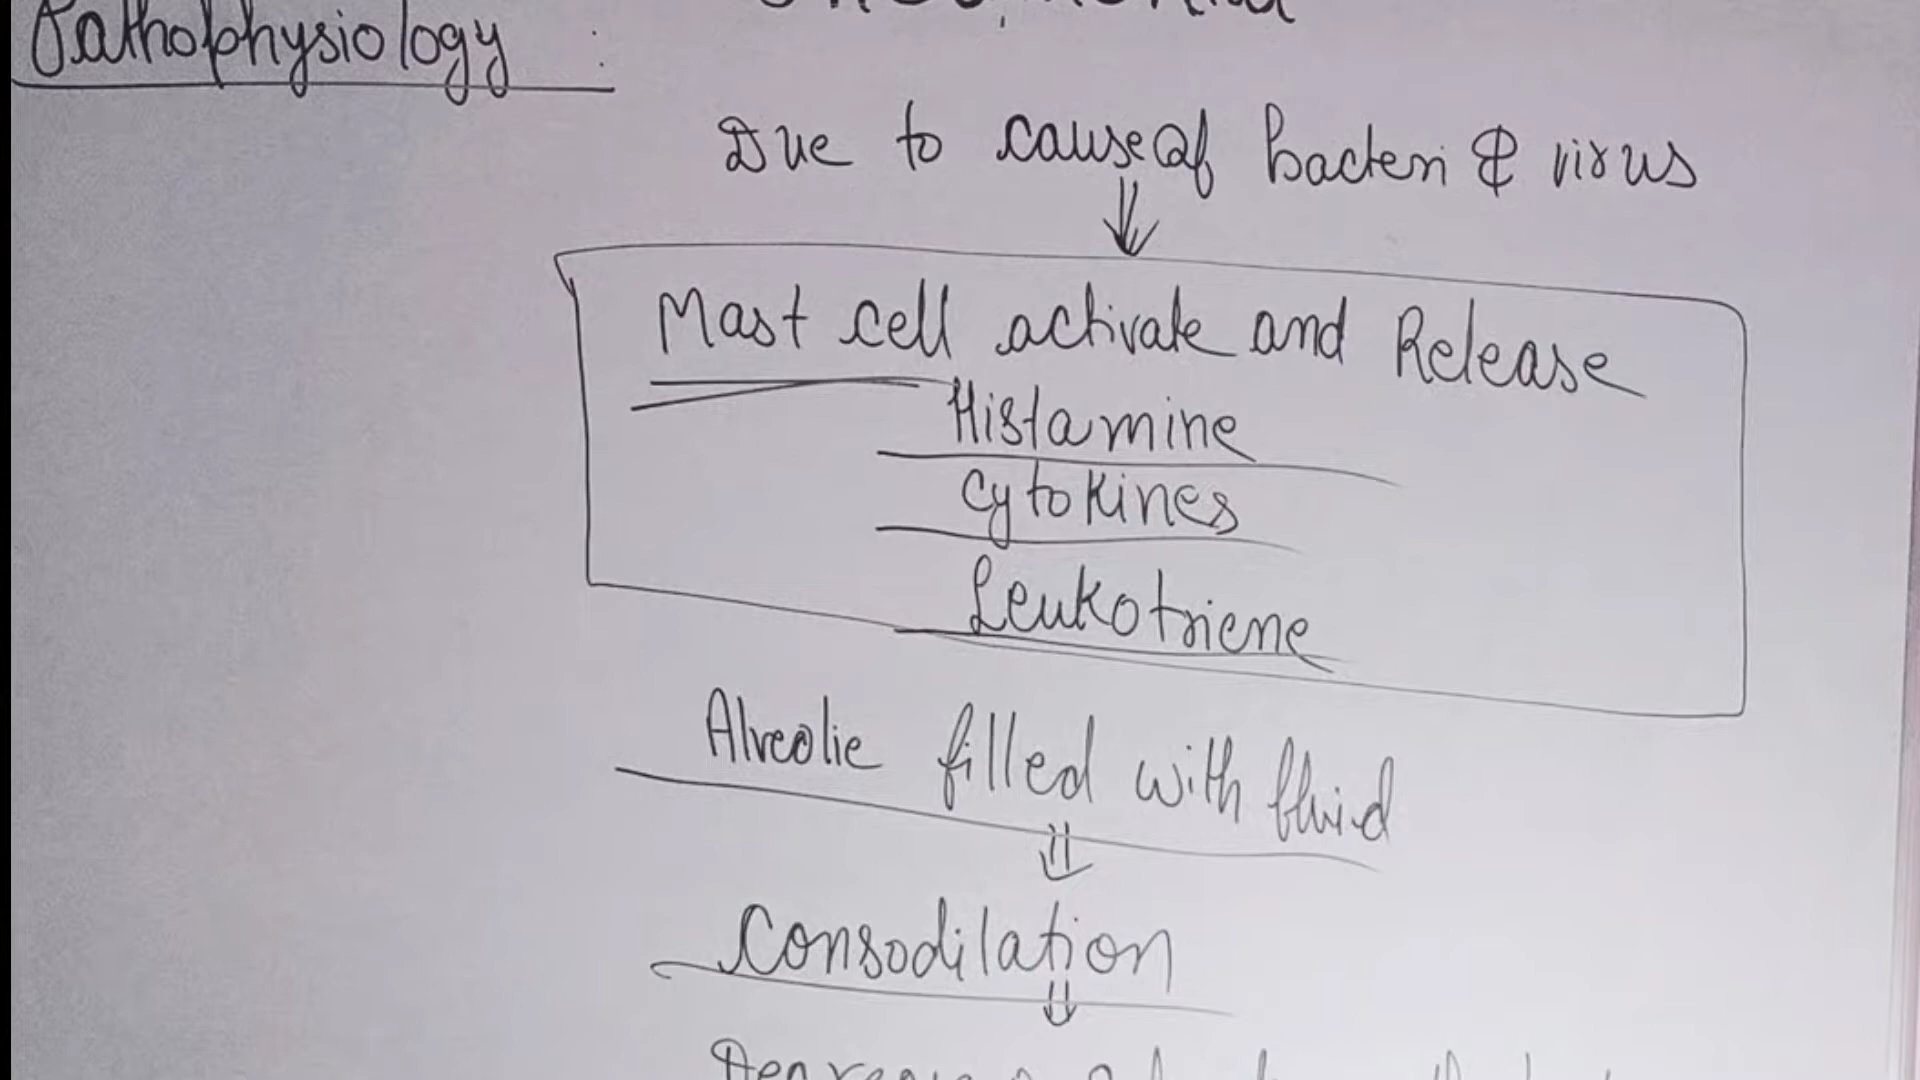 Pathophysiology :
Due to cause of Bacteri & virus
Mast cell activate and Release
Histamine
Cytokines
Leukotriene
Alveolie filled with fluid
Consodilation